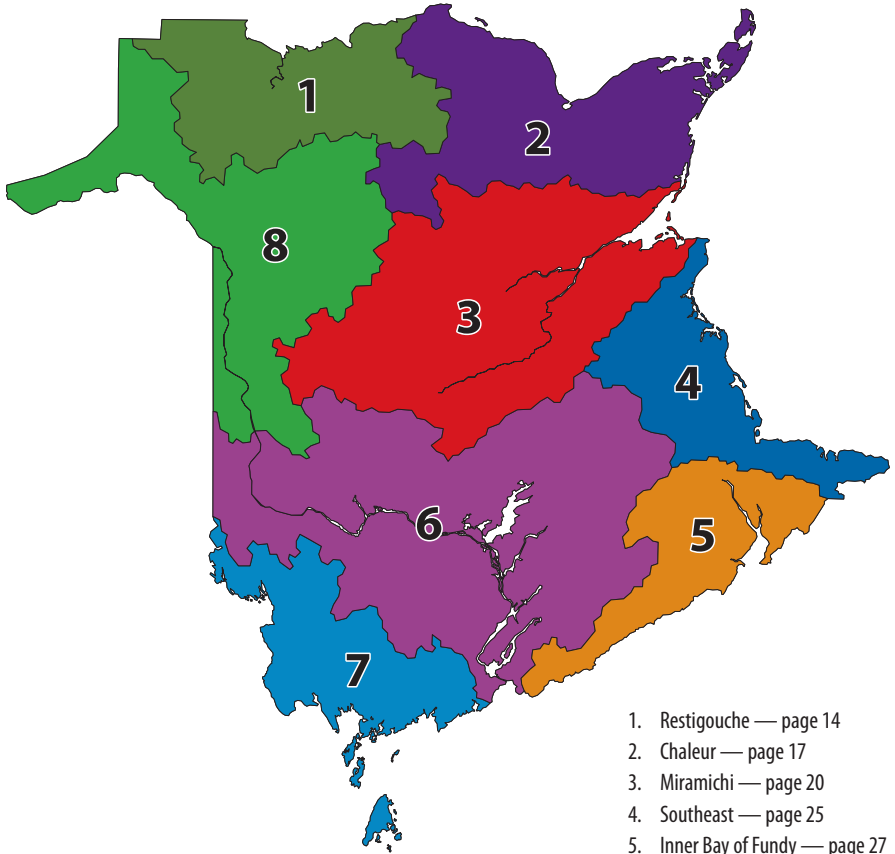 1
2
8
3
4
6
5
7
1. Restigouche — page 14
2. Chaleur — page 17
3. Miramichi — page 20
4. Southeast — page 25
5. Inner Bay of Fundy — page 27